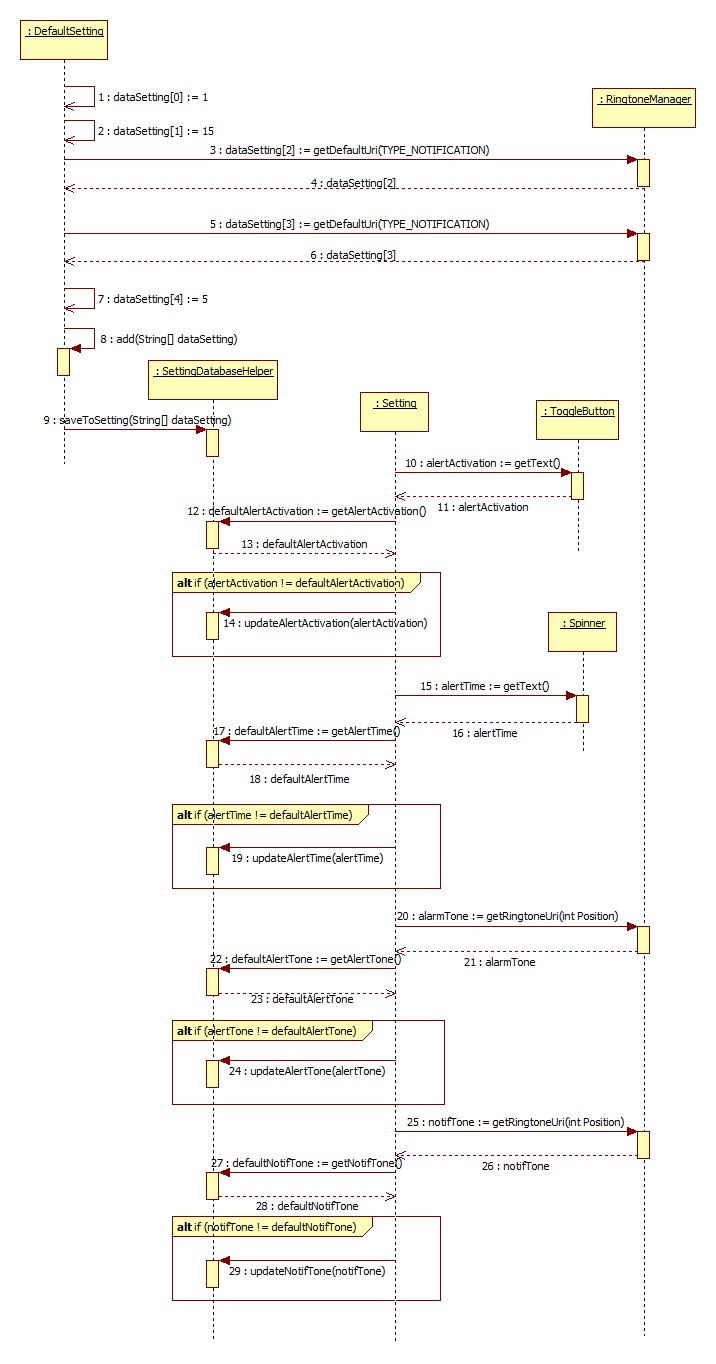 : DefaultSetting
1 : dataSetting[0] := 1
: RingtoneManager
2 : dataSetting[1] := 15
3 : dataSetting[2] := getDefaultUri(TYPE_NOTIFICATION)
4 : dataSetting[2]
5 : dataSetting[3] := getDefaultUri(TYPE_NOTIFICATION)
6 : dataSetting[3]
7 : dataSetting[4] := 5
8 : add(String[] dataSetting)
: SettingDatabaseHelper
: Setting
: ToggleButton
9 : saveToSetting(String[] dataSetting)
10 : alertActivation := getText()
11 : alertActivation
12 : defaultAlertActivation := getAlertActivation()
13 : defaultAlertActivation
alt if (alertActivation != defaultAlertActivation)
14 : updateAlertActivation(alertActivation)
: Spinner
15 : alertTime := getText()
16 : alertTime
17 : defaultAlertTime := getAlertTime()
18 : defaultAlertTime
alt if (alertTime != defaultAlertTime)
19 : updateAlertTime(alertTime)
20 : alarmTone := getRingtoneUri(int Position)
21 : alarmTone
22 : defaultAlertTone := getAlertTone()
23 : defaultAlertTone
alt if (alertTone != defaultAlertTone)
24 : updateAlertTone(alertTone)
25 : notifTone := getRingtoneUri(int Position)
26 : notifTone
27 : defaultNotifTone := getNotifTone()
28 : defaultNotifTone
alt if (notifTone != defaultNotifTone)
29 : updateNotifTone(notifTone)